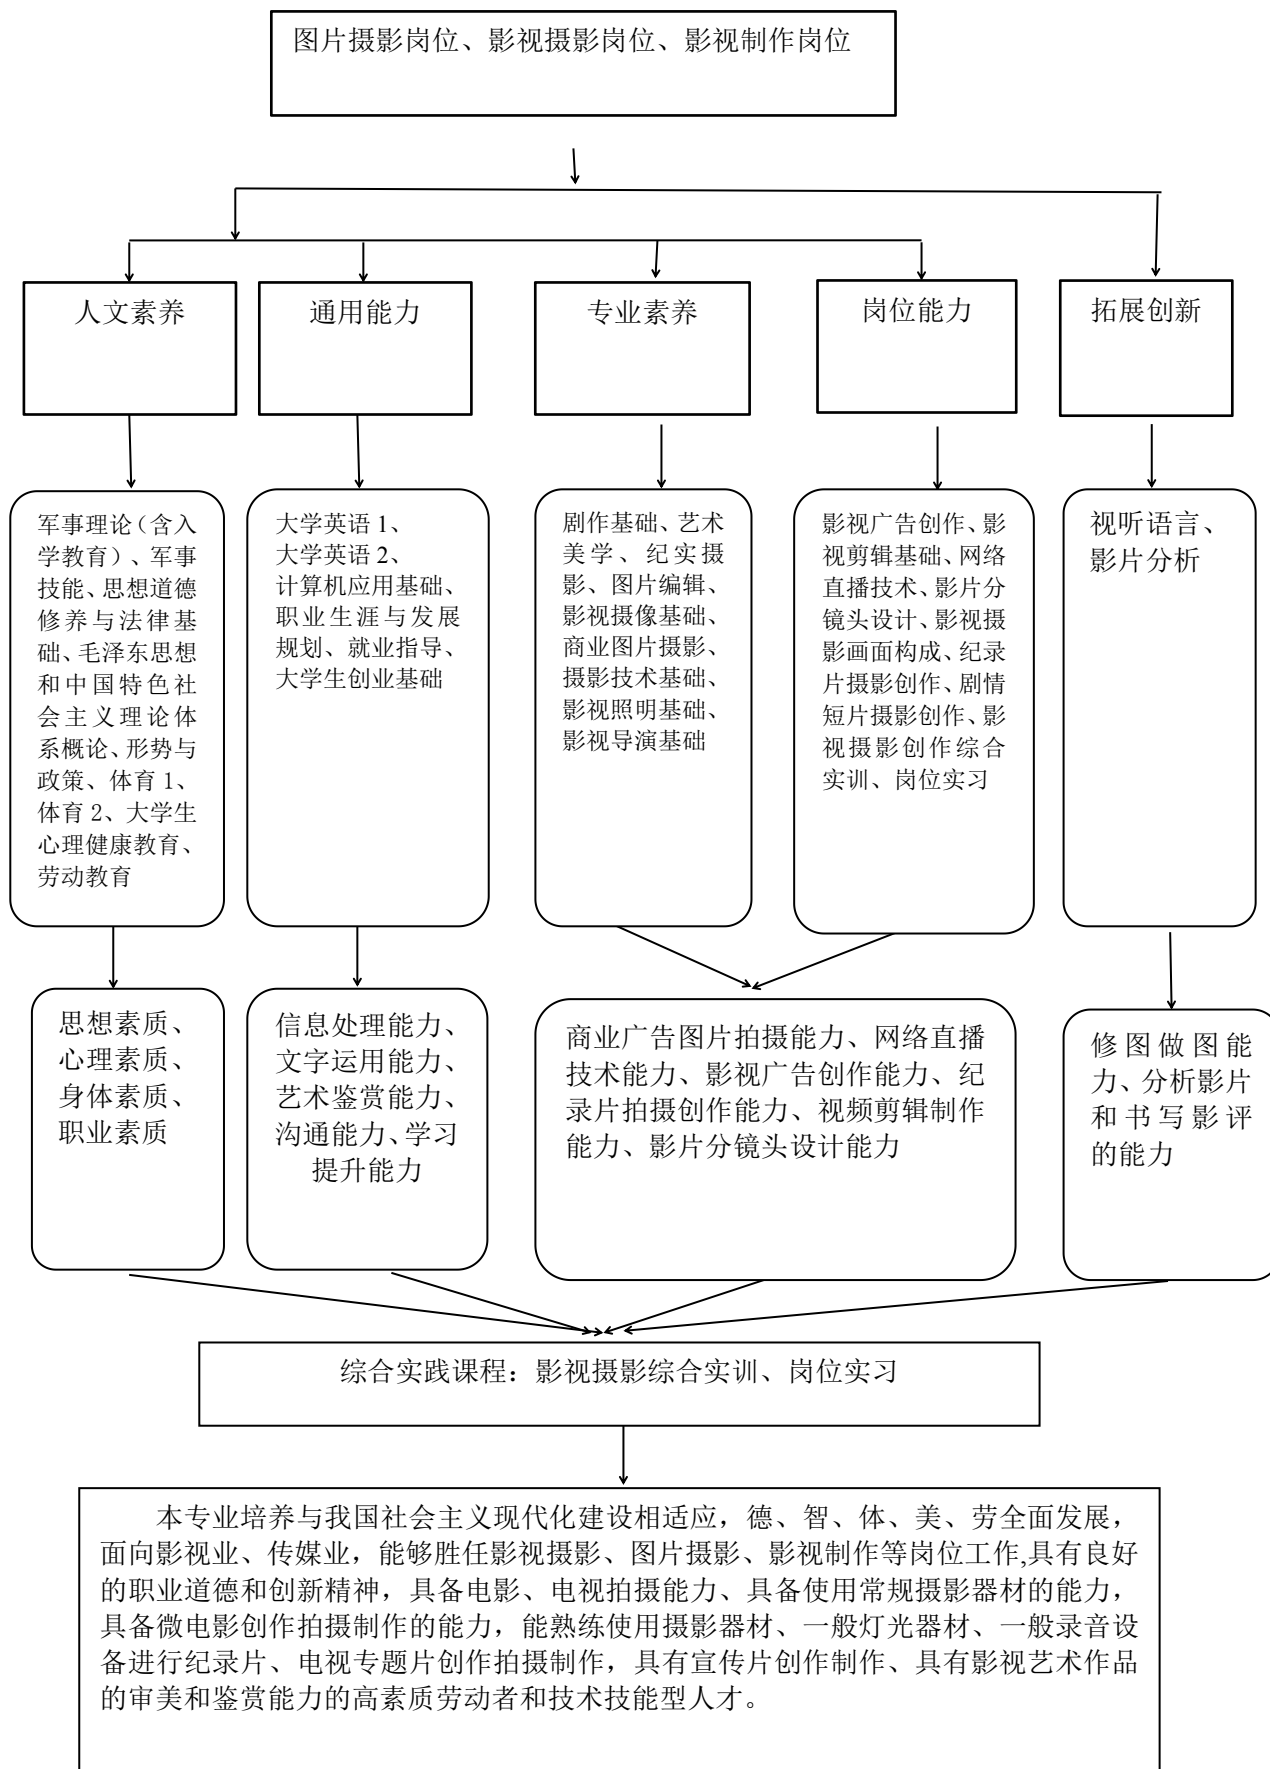 图片摄影岗位、影视摄影岗位、影视制作岗位
人文素养
通用能力
专业素养
岗位能力
拓展创新
军事理论（含入
学教育）、军事
技能、思想道德
修养与法律基
础、毛泽东思想
和中国特色社
会主义理论体
系概论、形势与
政策、体育 1、
体育 2、大学生
心理健康教育、
劳动教育
大学英语 1、
大学英语 2、
计算机应用基础、
职业生涯与发展
规划、就业指导、
大学生创业基础
剧作基础、艺术
美学、纪实摄
影、图片编辑、
影视摄像基础、
商业图片摄影、
摄影技术基础、
影视照明基础、
影视导演基础
影视广告创作、影
视剪辑基础、网络
直播技术、影片分
镜头设计、影视摄
影画面构成、纪录
片摄影创作、剧情
短片摄影创作、影
视摄影创作综合
实训、岗位实习
视听语言、
影片分析
思想素质、
心理素质、
身体素质、
职业素质
信息处理能力、
文字运用能力、
艺术鉴赏能力、
沟通能力、学习
提升能力
商业广告图片拍摄能力、网络直播
技术能力、影视广告创作能力、纪
录片拍摄创作能力、视频剪辑制作
能力、影片分镜头设计能力
修图做图能
力、分析影片
和书写影评
的能力
综合实践课程：影视摄影综合实训、岗位实习
本专业培养与我国社会主义现代化建设相适应，德、智、体、美、劳全面发展，
面向影视业、传媒业，能够胜任影视摄影、图片摄影、影视制作等岗位工作,具有良好
的职业道德和创新精神，具备电影、电视拍摄能力、具备使用常规摄影器材的能力，
具备微电影创作拍摄制作的能力，能熟练使用摄影器材、一般灯光器材、一般录音设
备进行纪录片、电视专题片创作拍摄制作，具有宣传片创作制作、具有影视艺术作品
的审美和鉴赏能力的高素质劳动者和技术技能型人才。